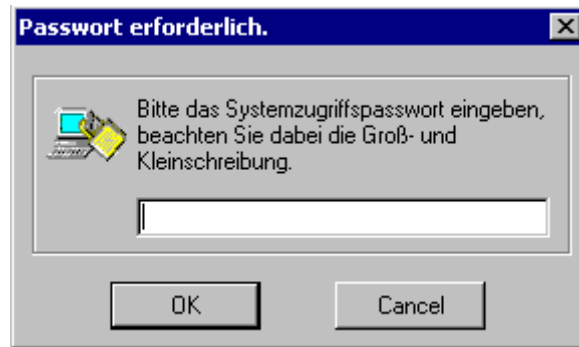 Passwort erforderlich.
Bitte das Systemzugriffspasswort eingeben,
beachten Sie dabei die Groß- und
Kleinschreibung.
OK
Cancel